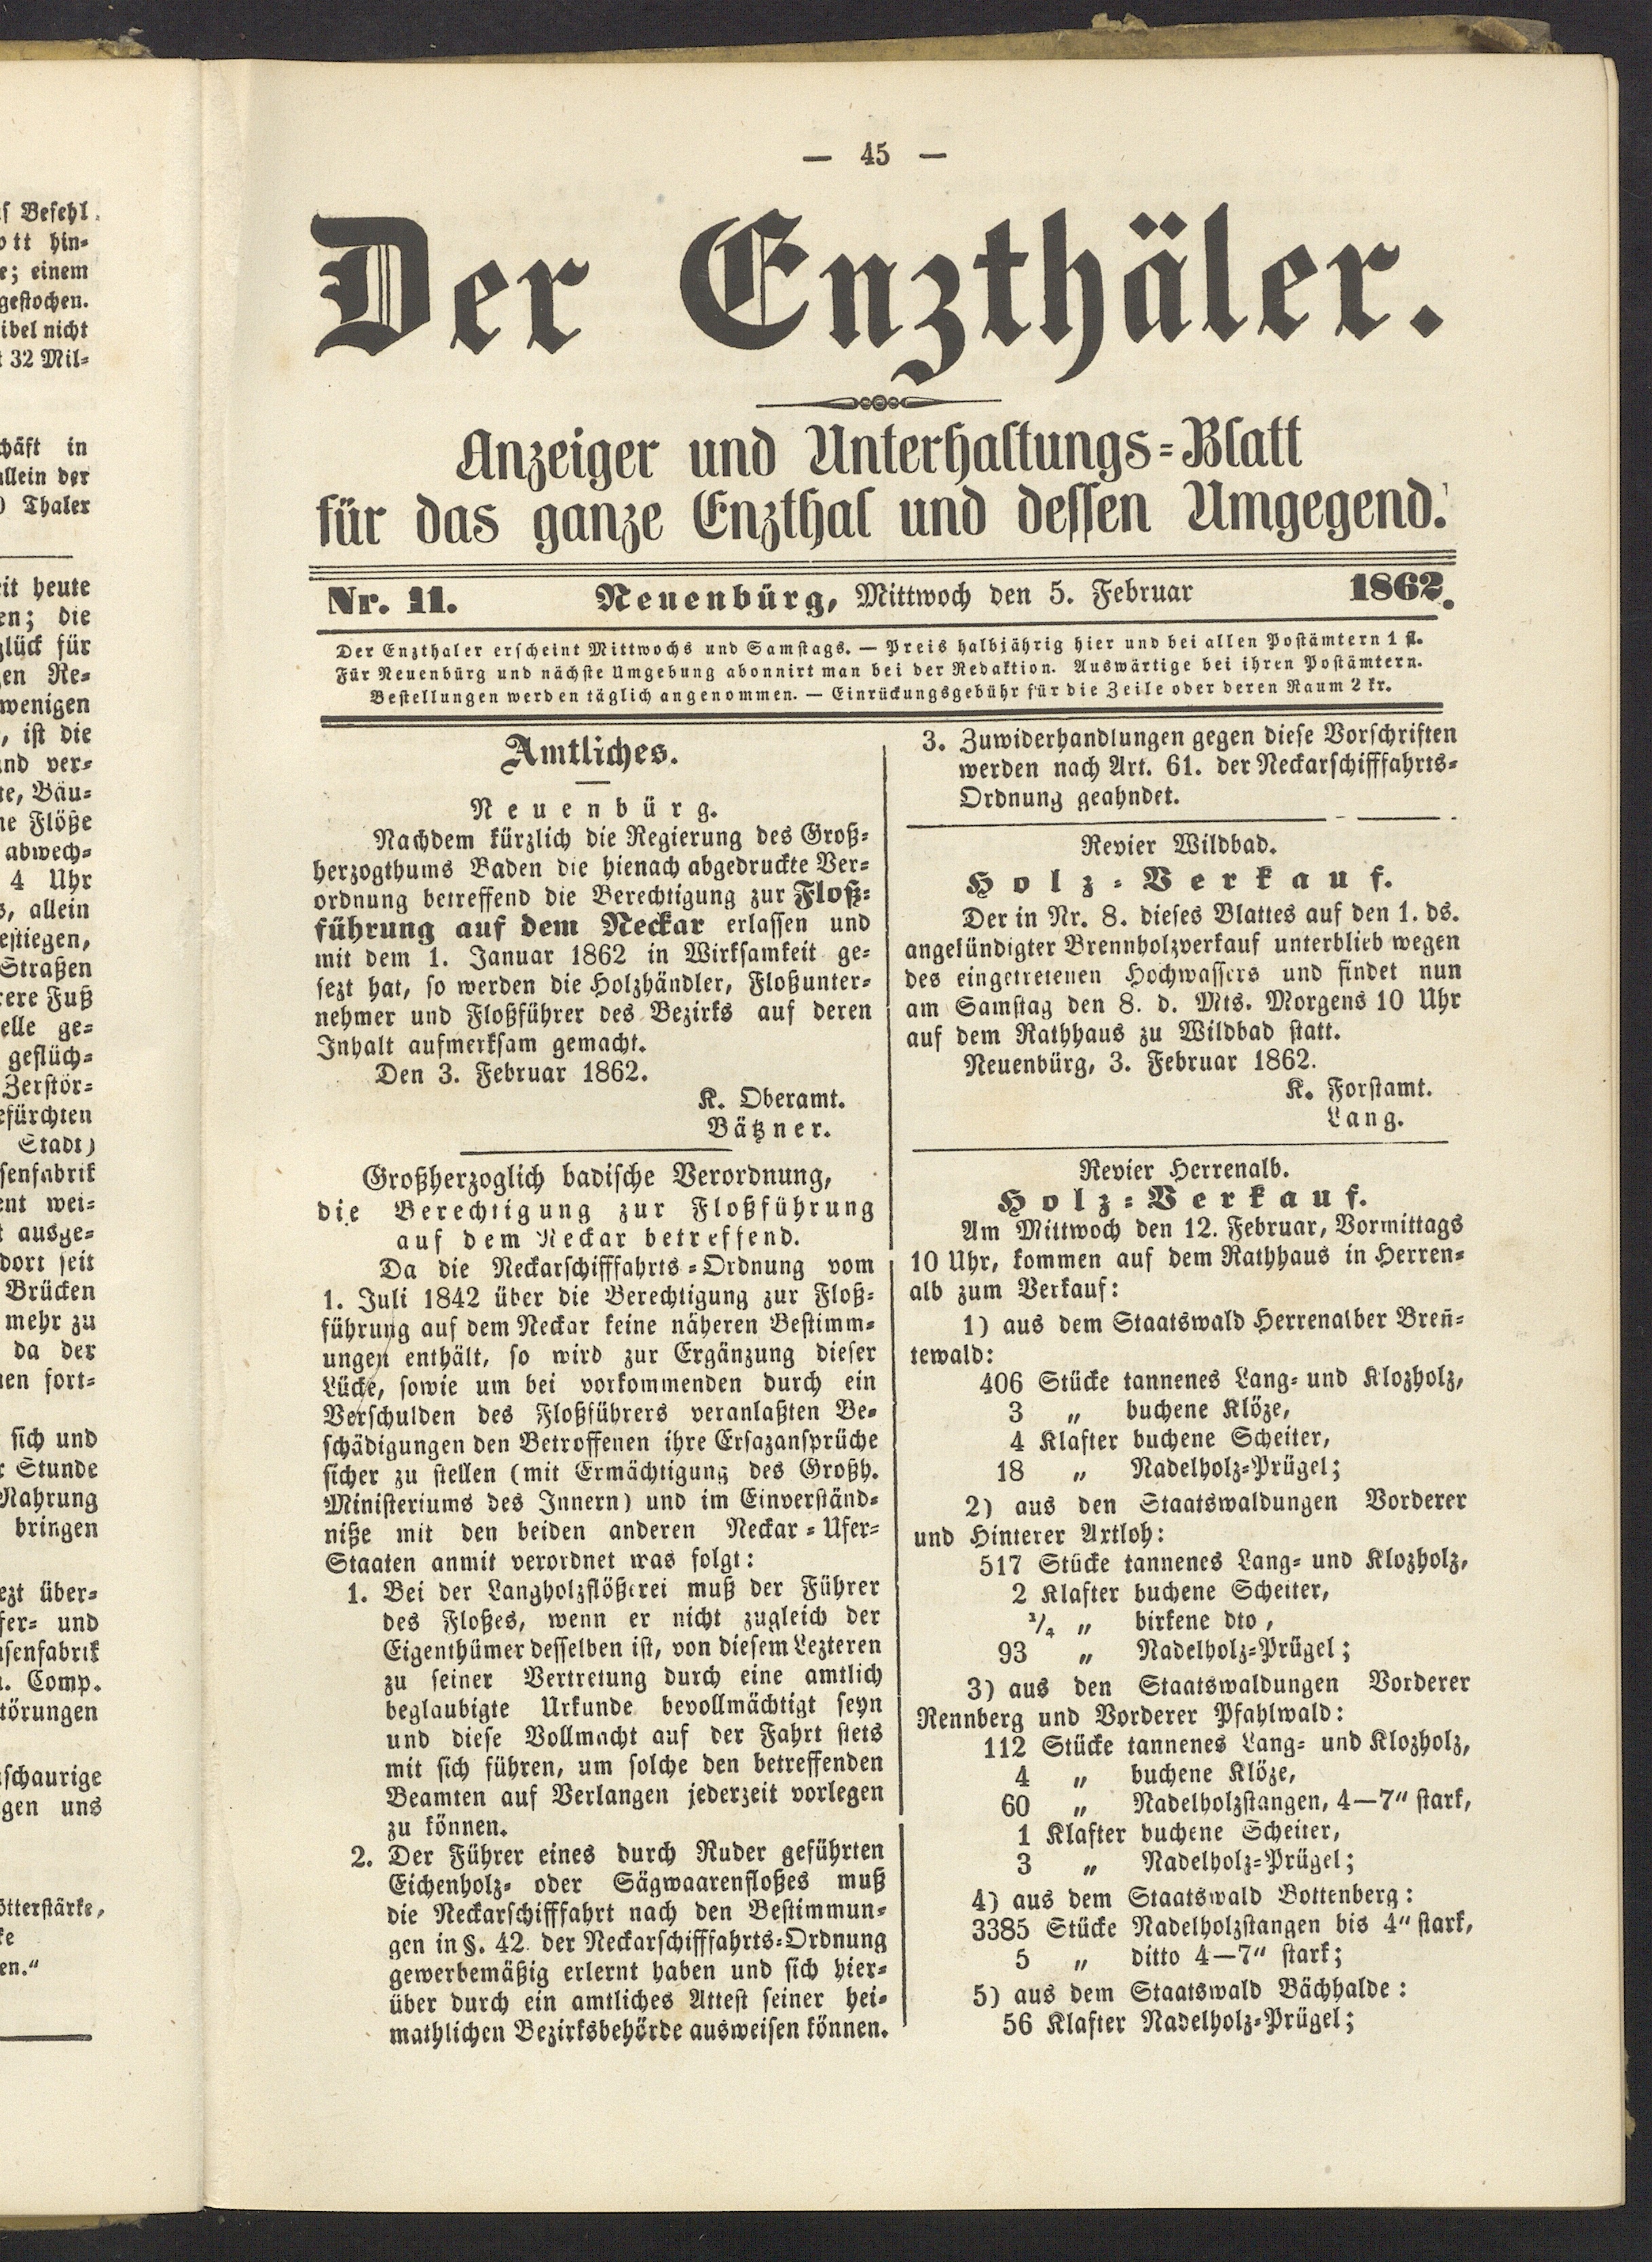 — 45 —
Der Enzthäler.
Anzeiger und Unterhaltungs-Blatt
für das ganze Enzthal und dessen Umgegend.
Nr. 11. Neuenbürg, Mittwoch den 5. Februar 1862.
Der Enzthaler erscheint Mittwochs und Samstags. — Preis halbjährig hier und bei allen Postämtern 1 fl.
Für Neuenbürg und nächste Umgebung abonnirt man bei der Redaktion. Auswärtige bei ihren Postämtern.
Bestellungen werden täglich angenommen. — Einrückungsgebühr für die Zeile oder deren Raum 2 kr.
Amtliches.
Neuenbürg.
Nachdem kürzlich die Regierung des Groß-
herzogthums Baden die hienach abgedruckte Ver-
ordnung betreffend die Berechtigung zur Floß-
führung auf dem Neckar erlassen und
mit dem 1. Januar 1862 in Wirksamkeit ge-
sezt hat, so werden die Holzhändler, Floßunter-
nehmer und Floßführer des Bezirks auf deren
Inhalt aufmerksam gemacht.
Den 3. Februar 1862.
K. Oberamt.
Bätzner.
Großherzoglich badische Verordnung,
die Berechtigung zur Floßführung
auf dem Neckar betreffend.
Da die Neckarschifffahrts-Ordnung vom
1. Juli 1842 über die Berechtigung zur Floß-
führung auf dem Neckar keine näheren Bestimm-
ungen enthält, so wird zur Ergänzung dieser
Lücke, sowie um bei vorkommenden durch ein
Verschulden des Floßführers veranlaßten Be-
schädigungen den Betroffenen ihre Ersazansprüche
sicher zu stellen (mit Ermächtigung des Großh.
Ministeriums des Innern) und im Einverständ-
niße mit den beiden anderen Neckar-Ufer-
Staaten anmit verordnet was folgt:
1. Bei der Langholzflößerei muß der Führer
des Floßes, wenn er nicht zugleich der
Eigenthümer desselben ist, von diesem Lezteren
zu seiner Vertretung durch eine amtlich
beglaubigte Urkunde bevollmächtigt seyn
und diese Vollmacht auf der Fahrt stets
mit sich führen, um solche den betreffenden
Beamten auf Verlangen jederzeit vorlegen
zu können.
2. Der Führer eines durch Ruder geführten
Eichenholz- oder Sägwaarenfloßes muß
die Neckarschifffahrt nach den Bestimmun-
gen in §. 42 der Neckarschifffahrts-Ordnung
gewerbemäßig erlernt haben und sich hier-
über durch ein amtliches Attest seiner hei-
mathlichen Bezirksbehörde ausweisen können.
3. Zuwiderhandlungen gegen diese Vorschriften
werden nach Art. 61. der Neckarschifffahrts-
Ordnung geahndet.
Revier Wildbad.
Holz-Verkauf.
Der in Nr. 8. dieses Blattes auf den 1. ds.
angekündigter Brennholzverkauf unterblieb wegen
des eingetretenen Hochwassers und findet nun
am Samstag den 8. d. Mts. Morgens 10 Uhr
auf dem Rathhaus zu Wildbad statt.
Neuenbürg, 3. Februar 1862.
K. Forstamt.
Lang.
Revier Herrenalb.
Holz-Verkauf.
Am Mittwoch den 12. Februar, Vormittags
10 Uhr, kommen auf dem Rathhaus in Herren-
alb zum Verkauf:
1) aus dem Staatswald Herrenalber Breñ-
tewald:
406 Stücke tannenes Lang- und Klozholz,
3 „ buchene Klöze,
4 Klafter buchene Scheiter,
18 „ Nadelholz-Prügel;
2) aus den Staatswaldungen Vorderer
und Hinterer Artloh:
517 Stücke tannenes Lang- und Klozholz,
2 Klafter buchene Scheiter,
¼ „ birkene dto,
93 „ Nadelholz-Prügel;
3) aus den Staatswaldungen Vorderer
Rennberg und Vorderer Pfahlwald:
112 Stücke tannenes Lang- und Klozholz,
4 „ buchene Klöze,
60 „ Nadelholzstangen, 4—7" stark,
1 Klafter buchene Scheiter,
3 „ Nadelholz-Prügel;
4) aus dem Staatswald Bottenberg:
3385 Stücke Nadelholzstangen bis 4" stark,
5 „ ditto 4—7" stark;
5) aus dem Staatswald Bächhalde:
56 Klafter Nadelholz-Prügel;